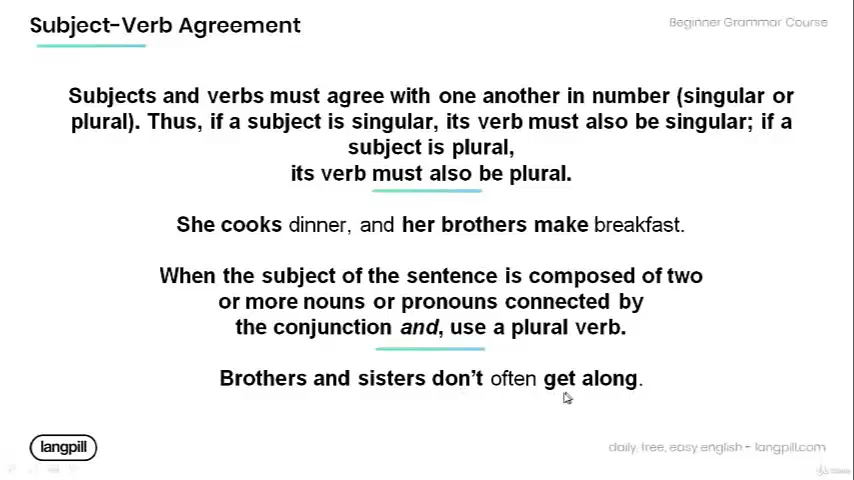 Subject-Verb Agreement
Beginner Grammar Course
Subjects and verbs must agree with one another in number (singular or
plural). Thus, if a subject is singular, its verb must also be singular; if a
subject is plural,
its verb must also be plural.
She cooks dinner, and her brothers make breakfast.
When the subject of the sentence is composed of two
or more nouns or pronouns connected by
the conjunction and, use a plural verb.
Brothers and sisters don’t often get along.
langpill
daily, free, easy english - langpill.com
Udemy